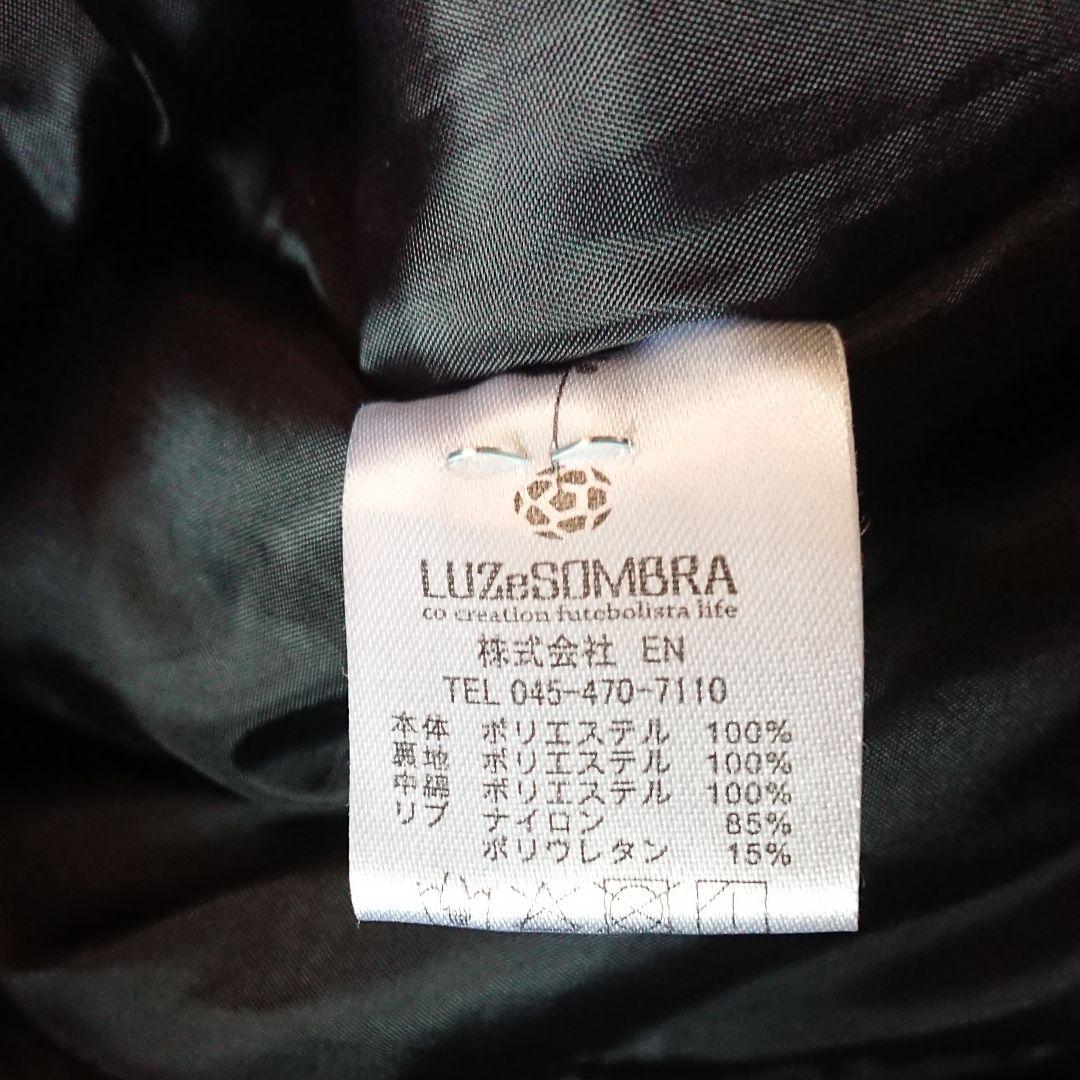 LUZeSOMBRA
co creation futebolista life
株式会社 EN
TEL 045-470-7110
本体 ポリエステル 100%
裏地 ポリエステル 100%
中綿 ポリエステル 100%
リブ ナイロン 85%
ポリウレタン 15%